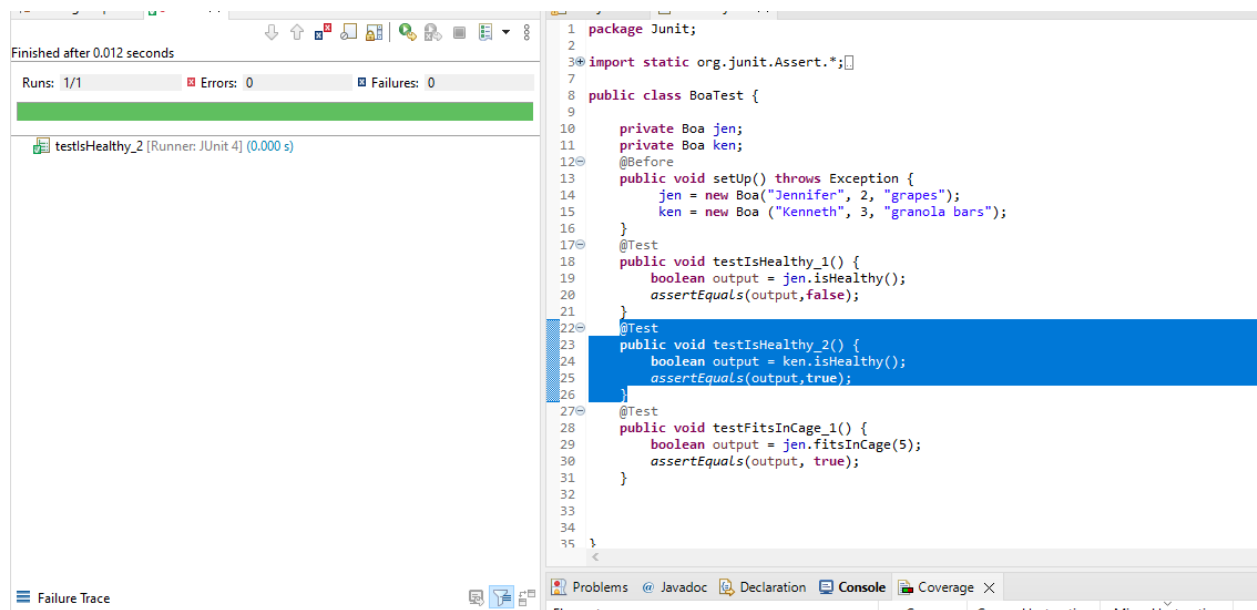 Finished after 0.012 seconds
Runs: 1/1 Errors: 0 Failures: 0
testIsHealthy_2 [Runner: JUnit 4] (0.000 s)
Failure Trace
1 package Junit;
2
3 import static org.junit.Assert.*;
7
8 public class BoaTest {
9
10 private Boa jen;
11 private Boa ken;
12 @Before
13 public void setUp() throws Exception {
14 jen = new Boa("Jennifer", 2, "grapes");
15 ken = new Boa ("Kenneth", 3, "granola bars");
16 }
17 @Test
18 public void testIsHealthy_1() {
19 boolean output = jen.isHealthy();
20 assertEquals(output,false);
21 }
22 @Test
23 public void testIsHealthy_2() {
24 boolean output = ken.isHealthy();
25 assertEquals(output,true);
26 }
27 @Test
28 public void testFitsInCage_1() {
29 boolean output = jen.fitsInCage(5);
30 assertEquals(output, true);
31 }
32
33
34
35 }
Problems @ Javadoc Declaration Console Coverage